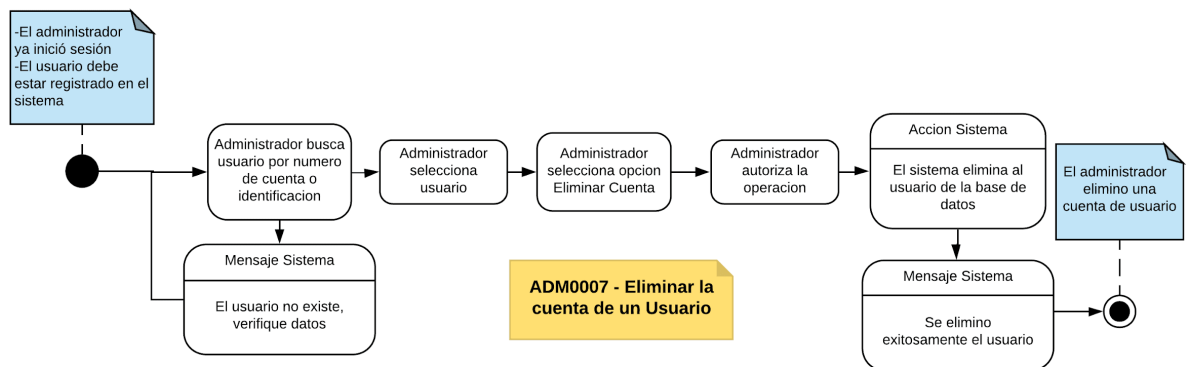 -El administrador
ya inició sesión
-El usuario debe
estar registrado en el
sistema
Administrador busca
usuario por numero
de cuenta o
identificacion
Administrador
selecciona
usuario
Administrador
selecciona opcion
Eliminar Cuenta
Administrador
autoriza la
operacion
Accion Sistema
El sistema elimina al
usuario de la base de
datos
El administrador
elimino una
cuenta de usuario
Mensaje Sistema
El usuario no existe,
verifique datos
ADM0007 - Eliminar la
cuenta de un Usuario
Mensaje Sistema
Se elimino
exitosamente el usuario